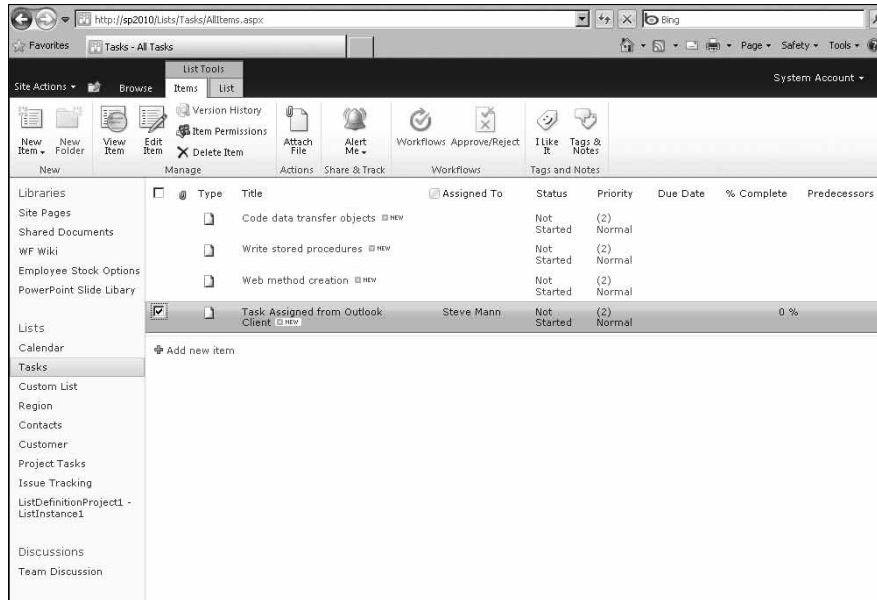 http://sp2010/Lists/Tasks/AllItems.aspx
Bing
Favorites
Tasks - All Tasks
Page
Safety
Tools
List Tools
Site Actions
Browse
Items
List
System Account
New Item
New Folder
View Item
Edit Item
Version History
Item Permissions
Delete Item
Attach File
Alert Me
Workflows
Approve/Reject
I Like It
Tags & Notes
New
Manage
Actions
Share & Track
Workflows
Tags and Notes
Libraries
Site Pages
Shared Documents
WF Wiki
Employee Stock Options
PowerPoint Slide Libary
Lists
Calendar
Tasks
Custom List
Region
Contacts
Customer
Project Tasks
Issue Tracking
ListDefinitionProject1 -
ListInstance1
Discussions
Team Discussion
Type Title Assigned To Status Priority Due Date % Complete Predecessors
Code data transfer objects NEW Not Started (2) Normal
Write stored procedures NEW Not Started (2) Normal
Web method creation NEW Not Started (2) Normal
Task Assigned from Outlook Client NEW Steve Mann Not Started (2) Normal 0 %
Add new item